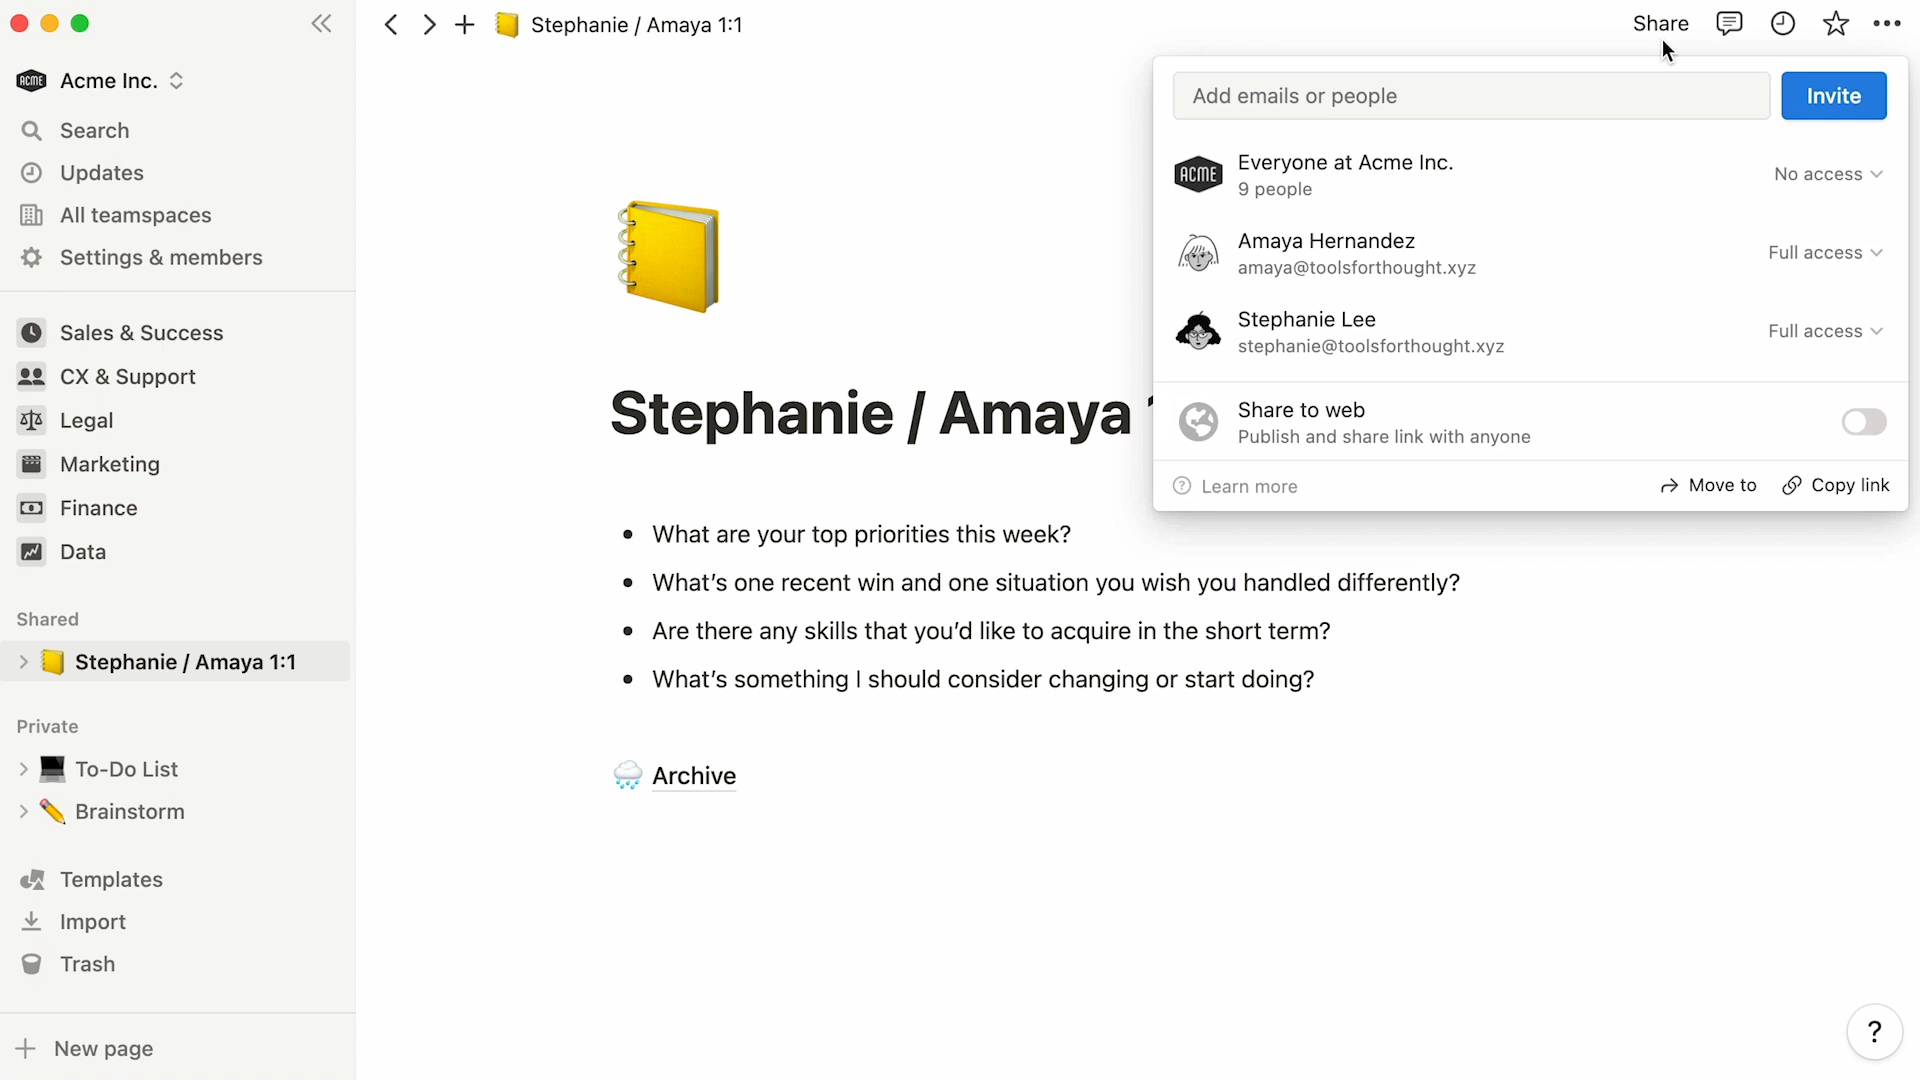 Stephanie / Amaya 1:1
Share
ACME
Acme Inc.
Search
Updates
All teamspaces
Settings & members
Sales & Success
CX & Support
Legal
Marketing
Finance
Data
Shared
Stephanie / Amaya 1:1
Private
To-Do List
Brainstorm
Templates
Import
Trash
New page
Add emails or people
Invite
ACME
Everyone at Acme Inc.
9 people
No access
Amaya Hernandez
amaya@toolsforthought.xyz
Full access
Stephanie Lee
stephanie@toolsforthought.xyz
Full access
Share to web
Publish and share link with anyone
? Learn more
Move to
Copy link
Stephanie / Amaya
• What are your top priorities this week?
• What’s one recent win and one situation you wish you handled differently?
• Are there any skills that you’d like to acquire in the short term?
• What’s something I should consider changing or start doing?
Archive
?